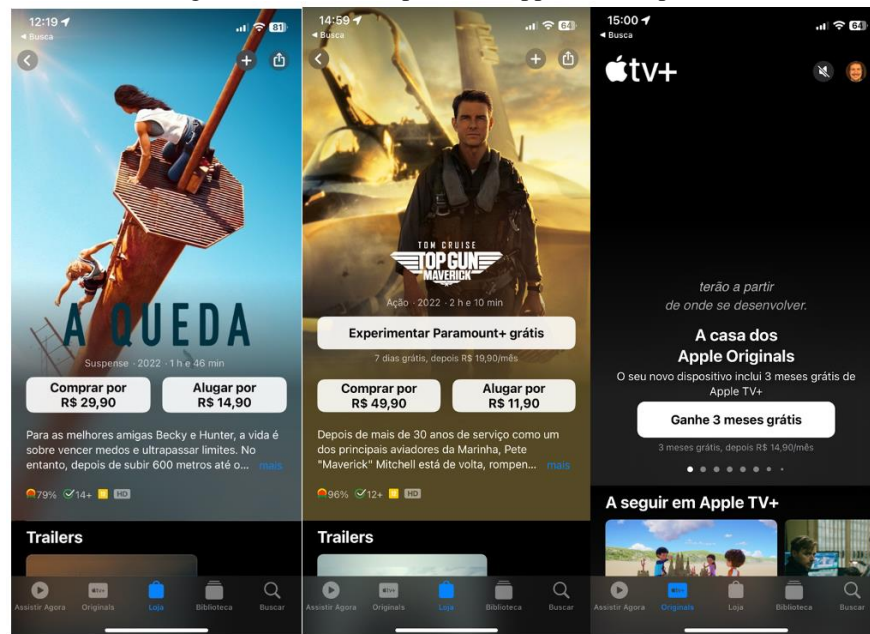 12:19
81
Busca
A QUEDA
Suspense · 2022 · 1 h e 46 min
Comprar por
R$ 29,90
Alugar por
R$ 14,90
Para as melhores amigas Becky e Hunter, a vida é
sobre vencer medos e ultrapassar limites. No
entanto, depois de subir 600 metros até o... mais
79% 14+ HD
Trailers
Assistir Agora
Originals
Loja
Biblioteca
Buscar
14:59
64
Busca
TOM CRUISE
TOP GUN
MAVERICK
Ação · 2022 · 2 h e 10 min
Experimentar Paramount+ grátis
7 dias grátis, depois R$ 19,90/mês
Comprar por
R$ 49,90
Alugar por
R$ 11,90
Depois de mais de 30 anos de serviço como um
dos principais aviadores da Marinha, Pete
"Maverick" Mitchell está de volta, rompen... mais
96% 12+ HD
Trailers
Assistir Agora
Originals
Loja
Biblioteca
Buscar
15:00
64
Busca
tv+
terão a partir
de onde se desenvolver.
A casa dos
Apple Originals
O seu novo dispositivo inclui 3 meses grátis de
Apple TV+
Ganhe 3 meses grátis
3 meses grátis, depois R$ 14,90/mês
A seguir em Apple TV+
Assistir Agora
Originals
Loja
Biblioteca
Buscar